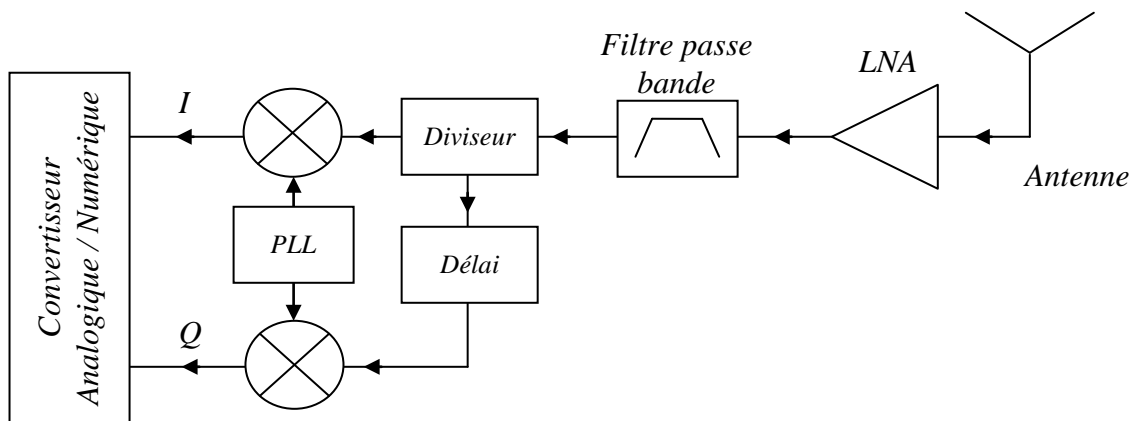 Filtre passe
bande
LNA
Antenne
Diviseur
Délai
PLL
I
Q
Convertisseur
Analogique / Numérique